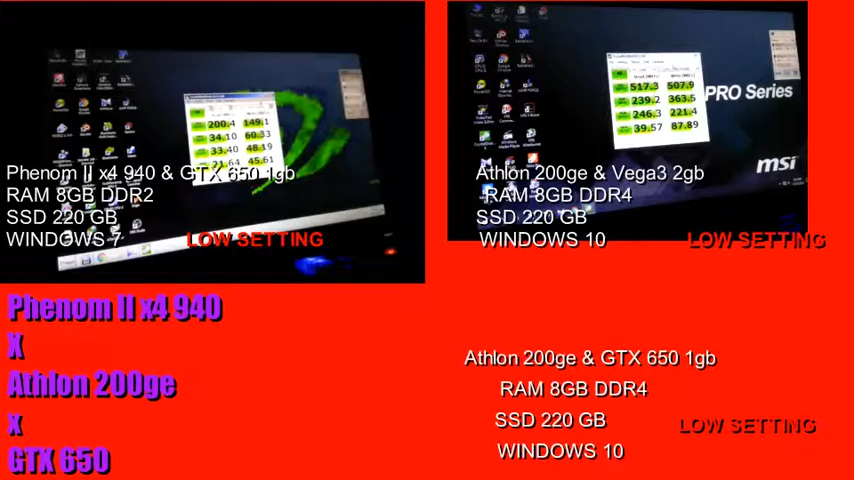 200.4 149.1
34.10 60.33
33.40 48.19
21.64 45.61
Phenom II x4 940 & GTX 650 1gb
RAM 8GB DDR2
SSD 220 GB
WINDOWS 7
LOW SETTING
517.3 507.9
239.2 363.5
246.3 221.4
39.57 87.89
PRO Series
msi
Athlon 200ge & Vega3 2gb
RAM 8GB DDR4
SSD 220 GB
WINDOWS 10
LOW SETTING
Phenom II x4 940
X
Athlon 200ge
x
GTX 650
Athlon 200ge & GTX 650 1gb
RAM 8GB DDR4
SSD 220 GB
WINDOWS 10
LOW SETTING